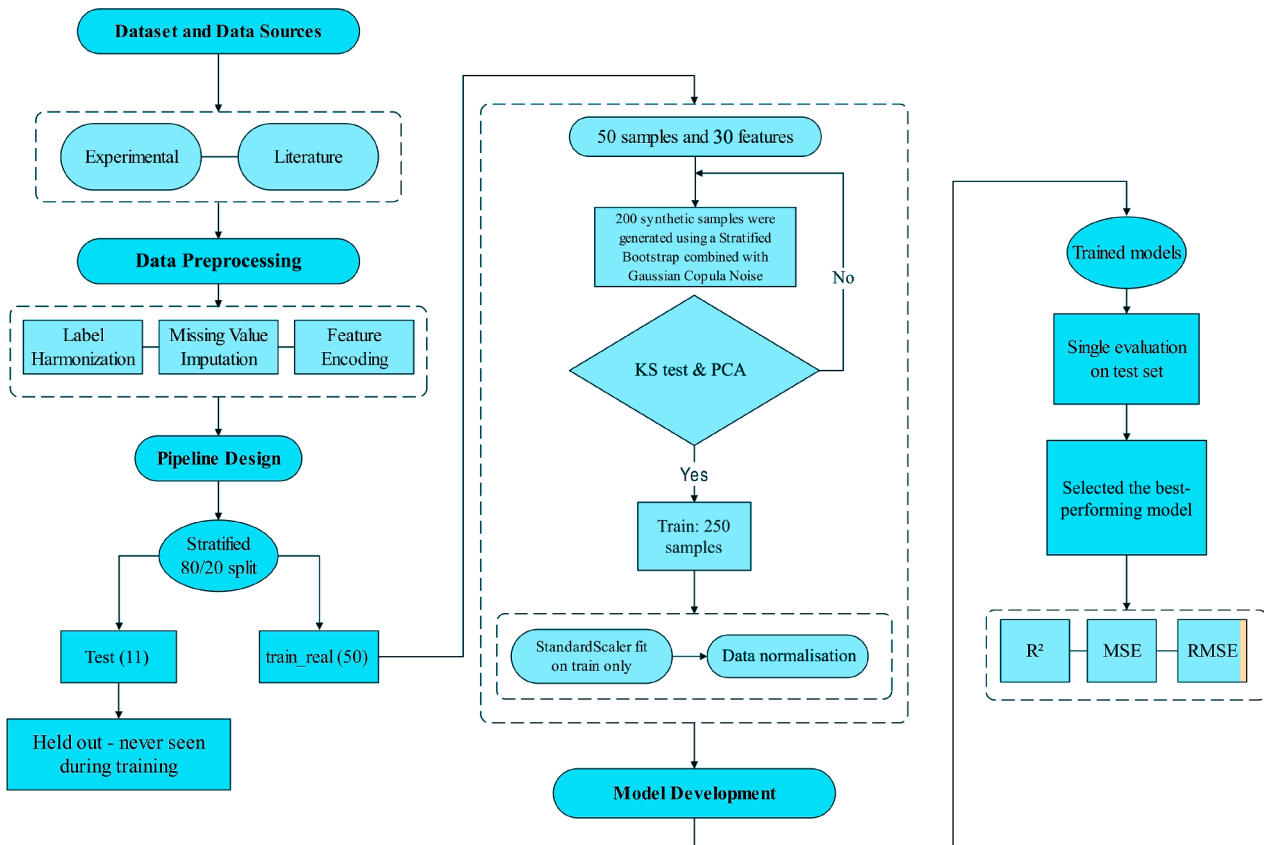 Dataset and Data Sources
Experimental
Literature
Data Preprocessing
Label
Harmonization
Missing Value
Imputation
Feature
Encoding
Pipeline Design
Stratified
80/20 split
Test (11)
train_real (50)
Held out - never seen
during training
50 samples and 30 features
200 synthetic samples were
generated using a Stratified
Bootstrap combined with
Gaussian Copula Noise
No
KS test & PCA
Yes
Train: 250
samples
StandardScaler fit
on train only
Data normalisation
Model Development
Trained models
Single evaluation
on test set
Selected the best-
performing model
R²
MSE
RMSE